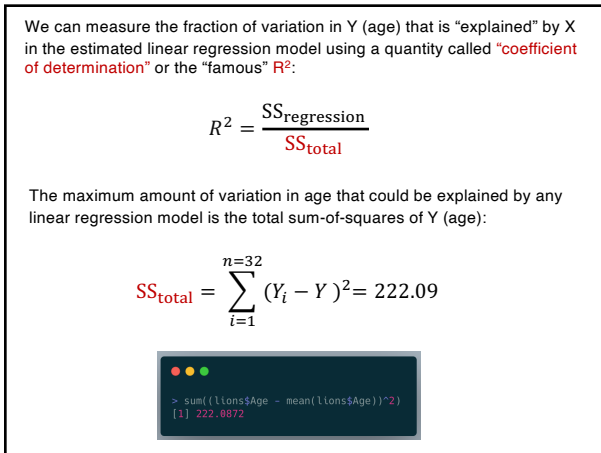 We can measure the fraction of variation in Y (age) that is “explained” by X
in the estimated linear regression model using a quantity called “coefficient
of determination” or the “famous” R²:
R² = SSregression / SStotal
The maximum amount of variation in age that could be explained by any
linear regression model is the total sum-of-squares of Y (age):
n=32
SStotal = ∑ (Yᵢ − Y )²= 222.09
i=1
> sum((lions$Age - mean(lions$Age))^2)
[1] 222.0872